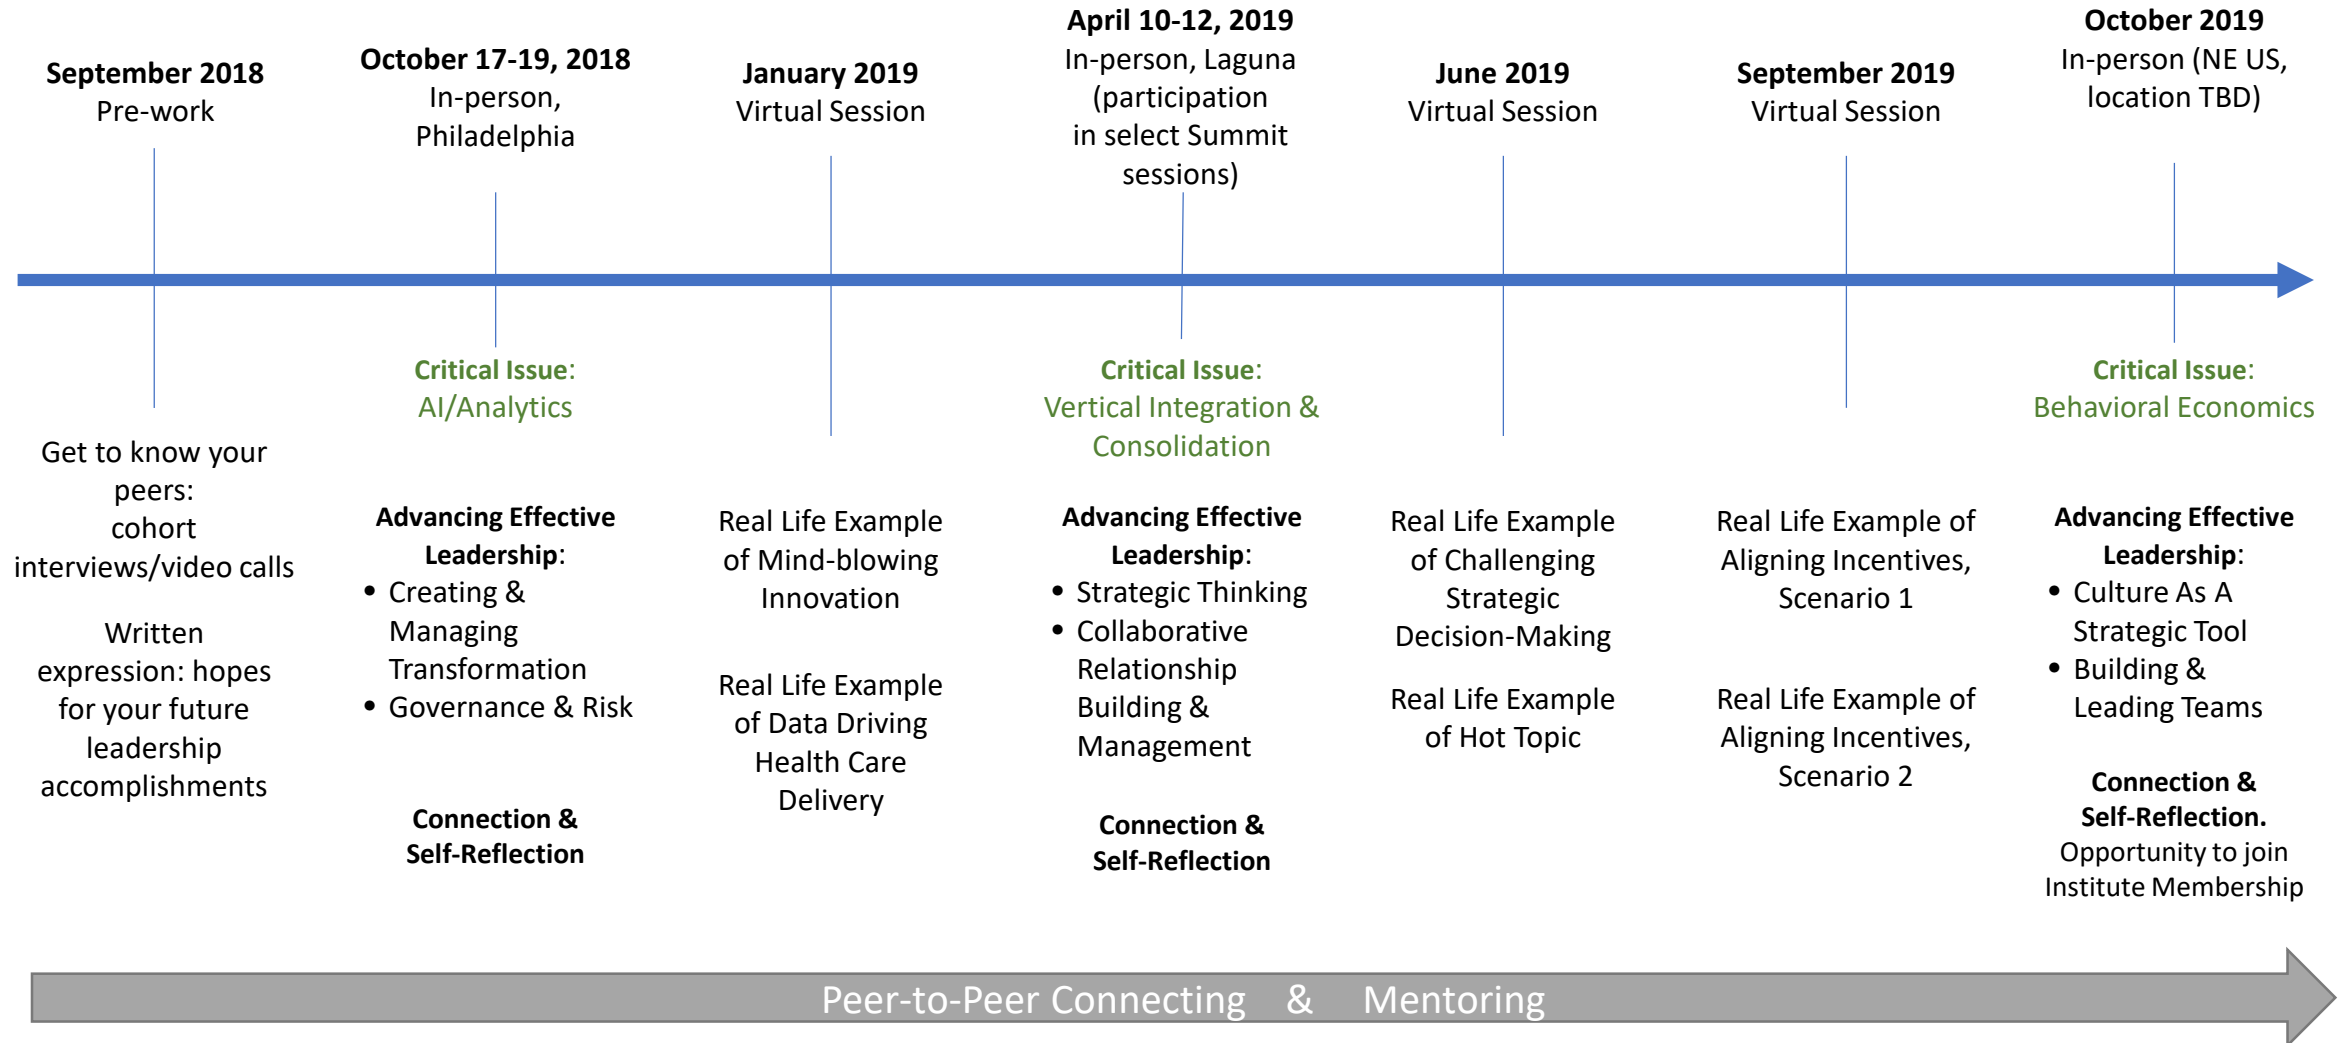 September 2018
Pre-work
October 17-19, 2018
In-person,
Philadelphia
January 2019
Virtual Session
April 10-12, 2019
In-person, Laguna
(participation
in select Summit
sessions)
June 2019
Virtual Session
September 2019
Virtual Session
October 2019
In-person (NE US,
location TBD)
Get to know your
peers:
cohort
interviews/video calls
Written
expression: hopes
for your future
leadership
accomplishments
Critical Issue:
AI/Analytics
Advancing Effective
Leadership:
• Creating &
Managing
Transformation
• Governance & Risk
Connection &
Self-Reflection
Real Life Example
of Mind-blowing
Innovation
Real Life Example
of Data Driving
Health Care
Delivery
Critical Issue:
Vertical Integration &
Consolidation
Advancing Effective
Leadership:
• Strategic Thinking
• Collaborative
Relationship
Building &
Management
Connection &
Self-Reflection
Real Life Example
of Challenging
Strategic
Decision-Making
Real Life Example
of Hot Topic
Real Life Example of
Aligning Incentives,
Scenario 1
Real Life Example of
Aligning Incentives,
Scenario 2
Critical Issue:
Behavioral Economics
Advancing Effective
Leadership:
• Culture As A
Strategic Tool
• Building &
Leading Teams
Connection &
Self-Reflection.
Opportunity to join
Institute Membership
Peer-to-Peer Connecting & Mentoring